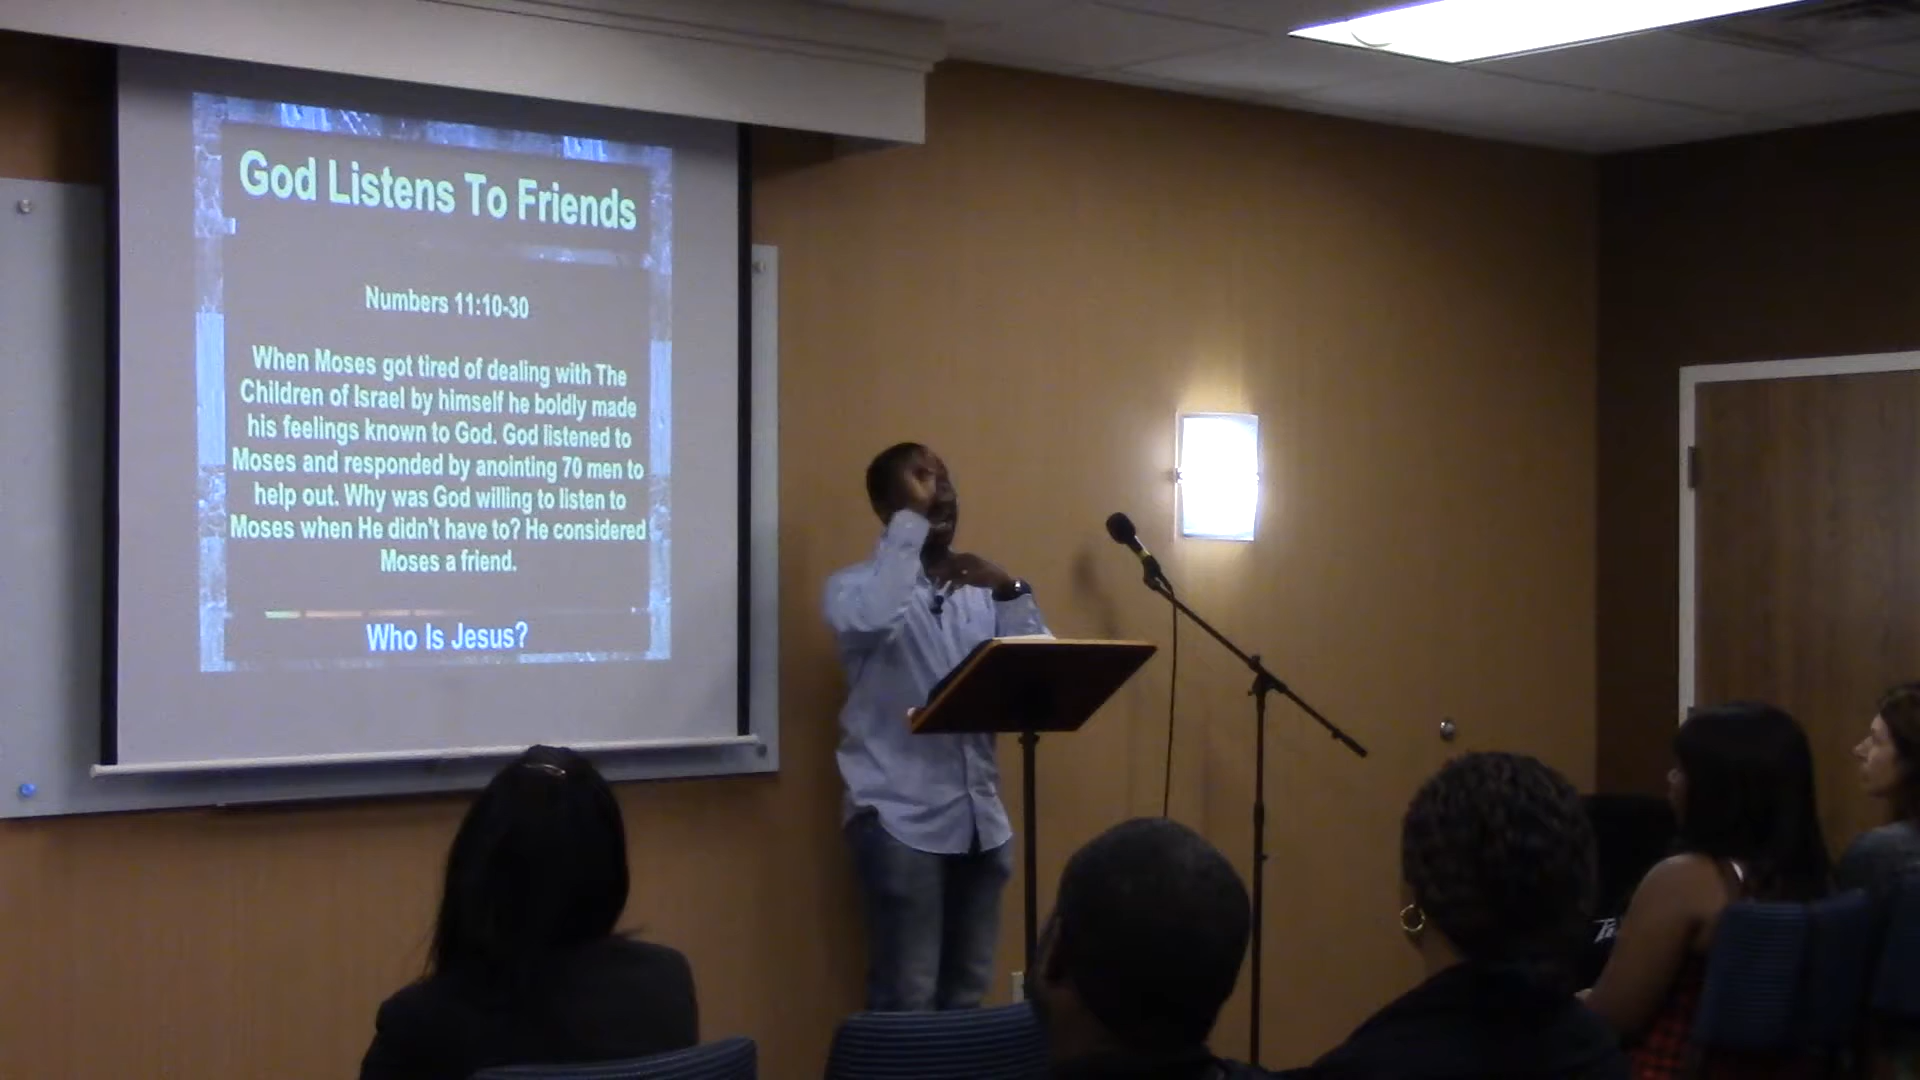 God Listens To Friends
Numbers 11:10-30
When Moses got tired of dealing with The
Children of Israel by himself he boldly made
his feelings known to God. God listened to
Moses and responded by anointing 70 men to
help out. Why was God willing to listen to
Moses when He didn't have to? He considered
Moses a friend.
Who Is Jesus?